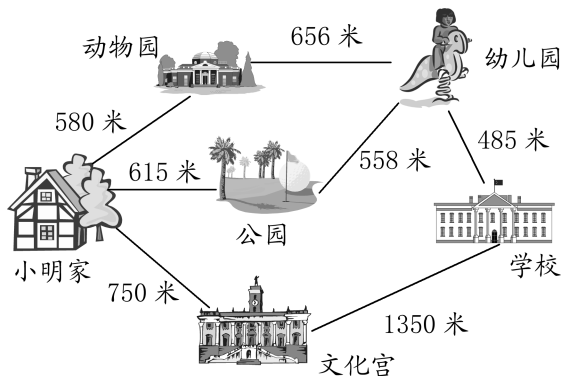 656 米
动物园
幼儿园
580 米
485 米
615 米
558 米
公园
小明家
学校
750 米
1350 米
文化宫